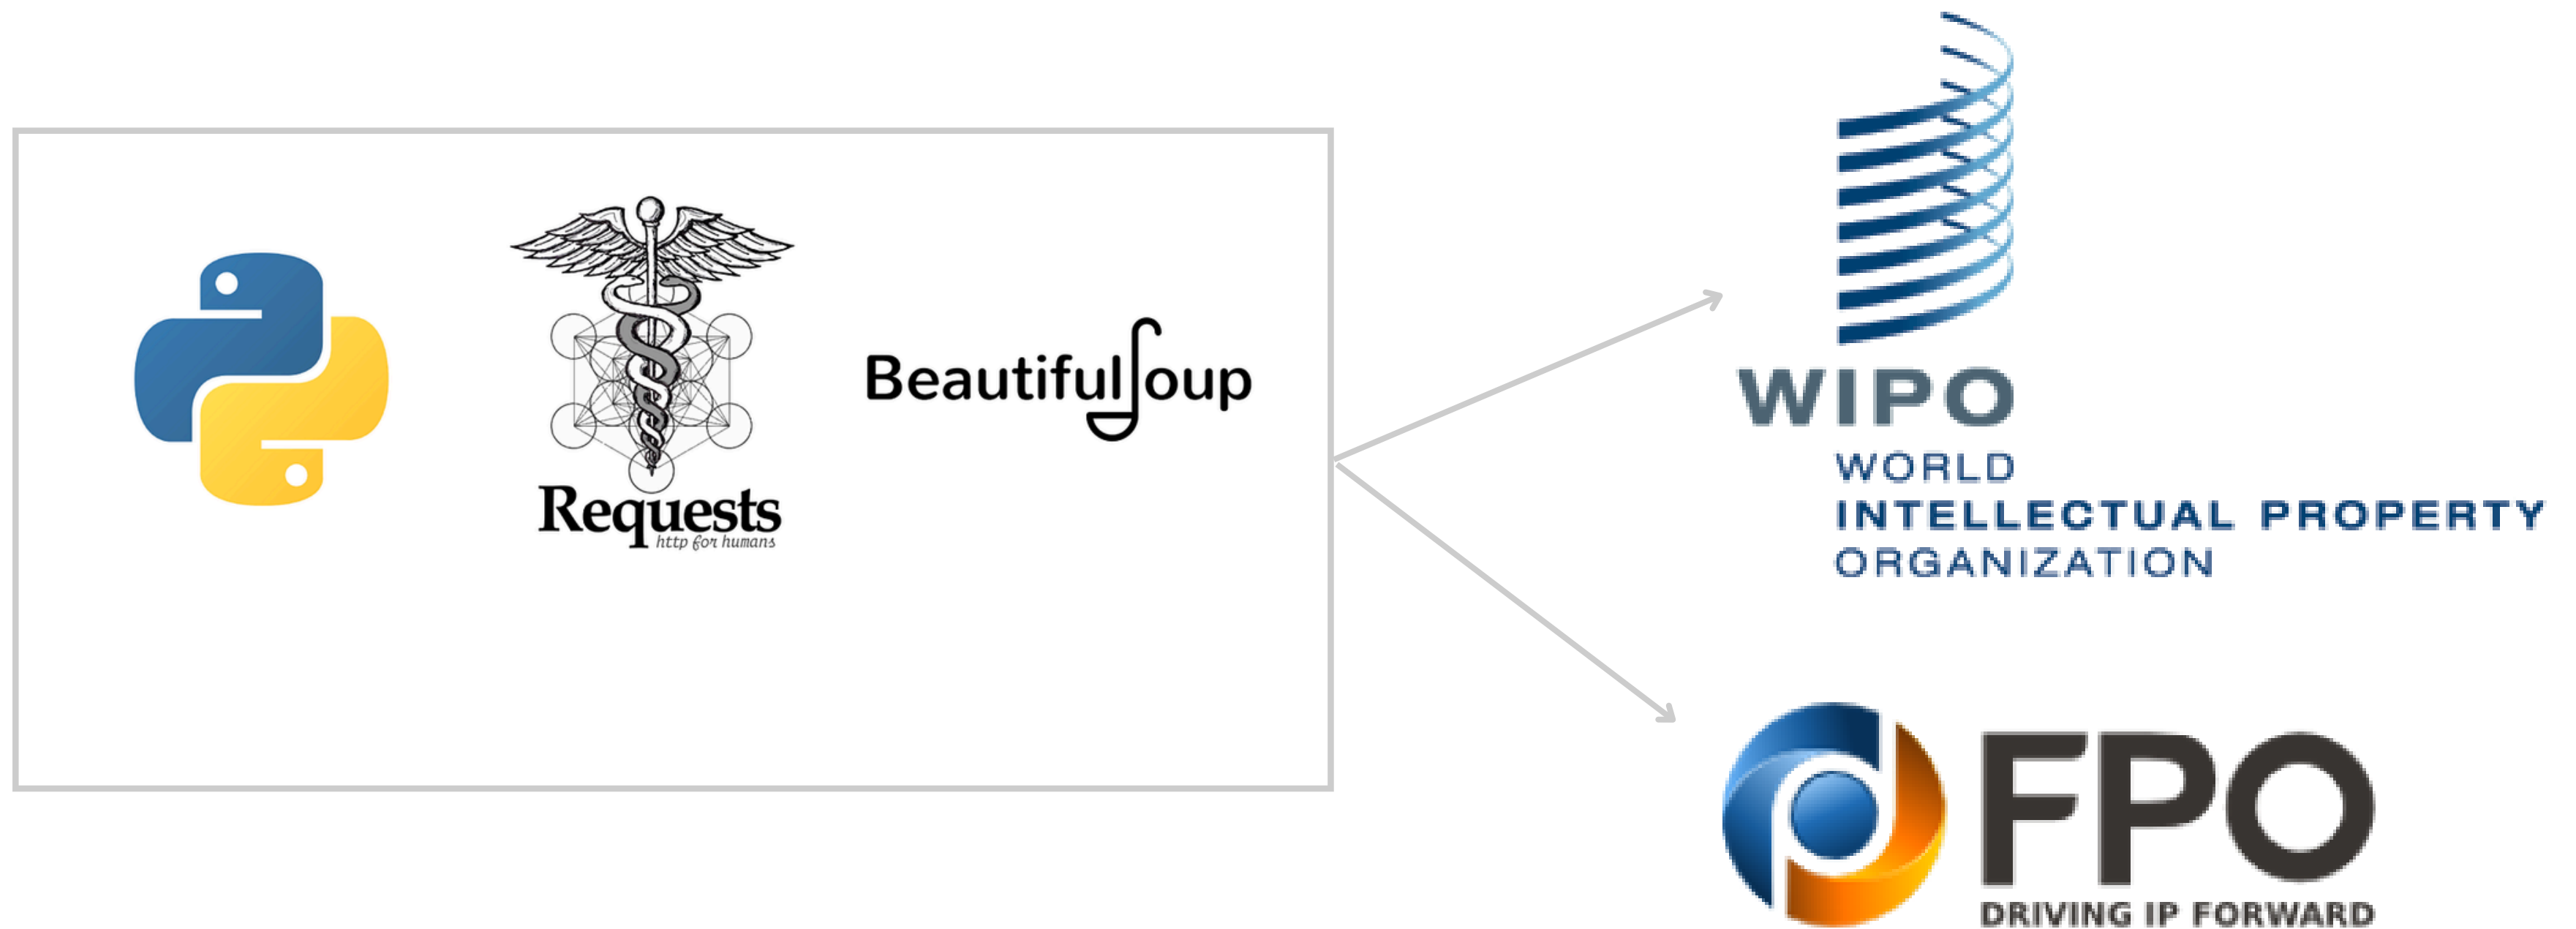 Requests
http for humans
BeautifulSoup
WIPO
WORLD
INTELLECTUAL PROPERTY
ORGANIZATION
FPO
DRIVING IP FORWARD